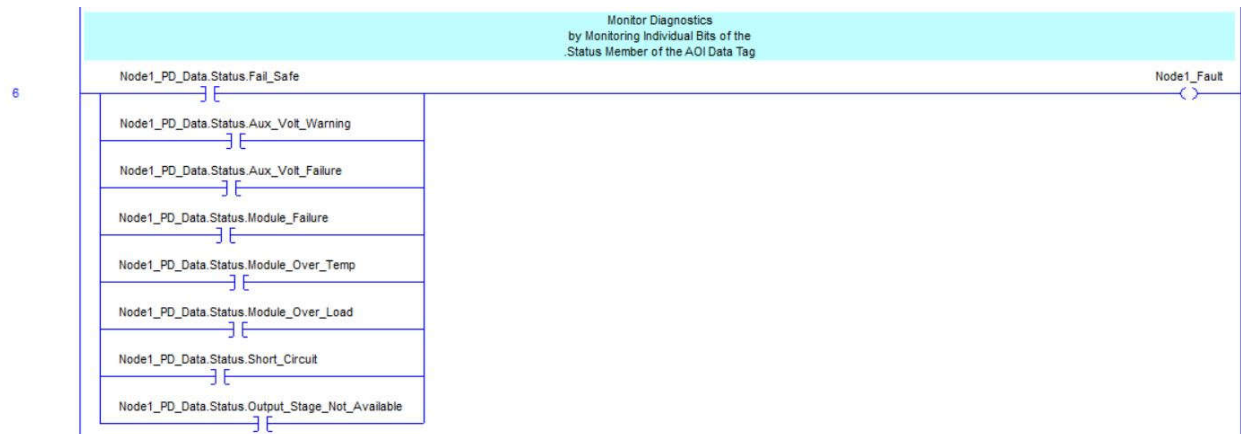 Monitor Diagnostics
by Monitoring Individual Bits of the
.Status Member of the AOI Data Tag
Node1_PD_Data.Status.Fail_Safe
Node1_Fault
6
Node1_PD_Data.Status.Aux_Volt_Warning
Node1_PD_Data.Status.Aux_Volt_Failure
Node1_PD_Data.Status.Module_Failure
Node1_PD_Data.Status.Module_Over_Temp
Node1_PD_Data.Status.Module_Over_Load
Node1_PD_Data.Status.Short_Circuit
Node1_PD_Data.Status.Output_Stage_Not_Available